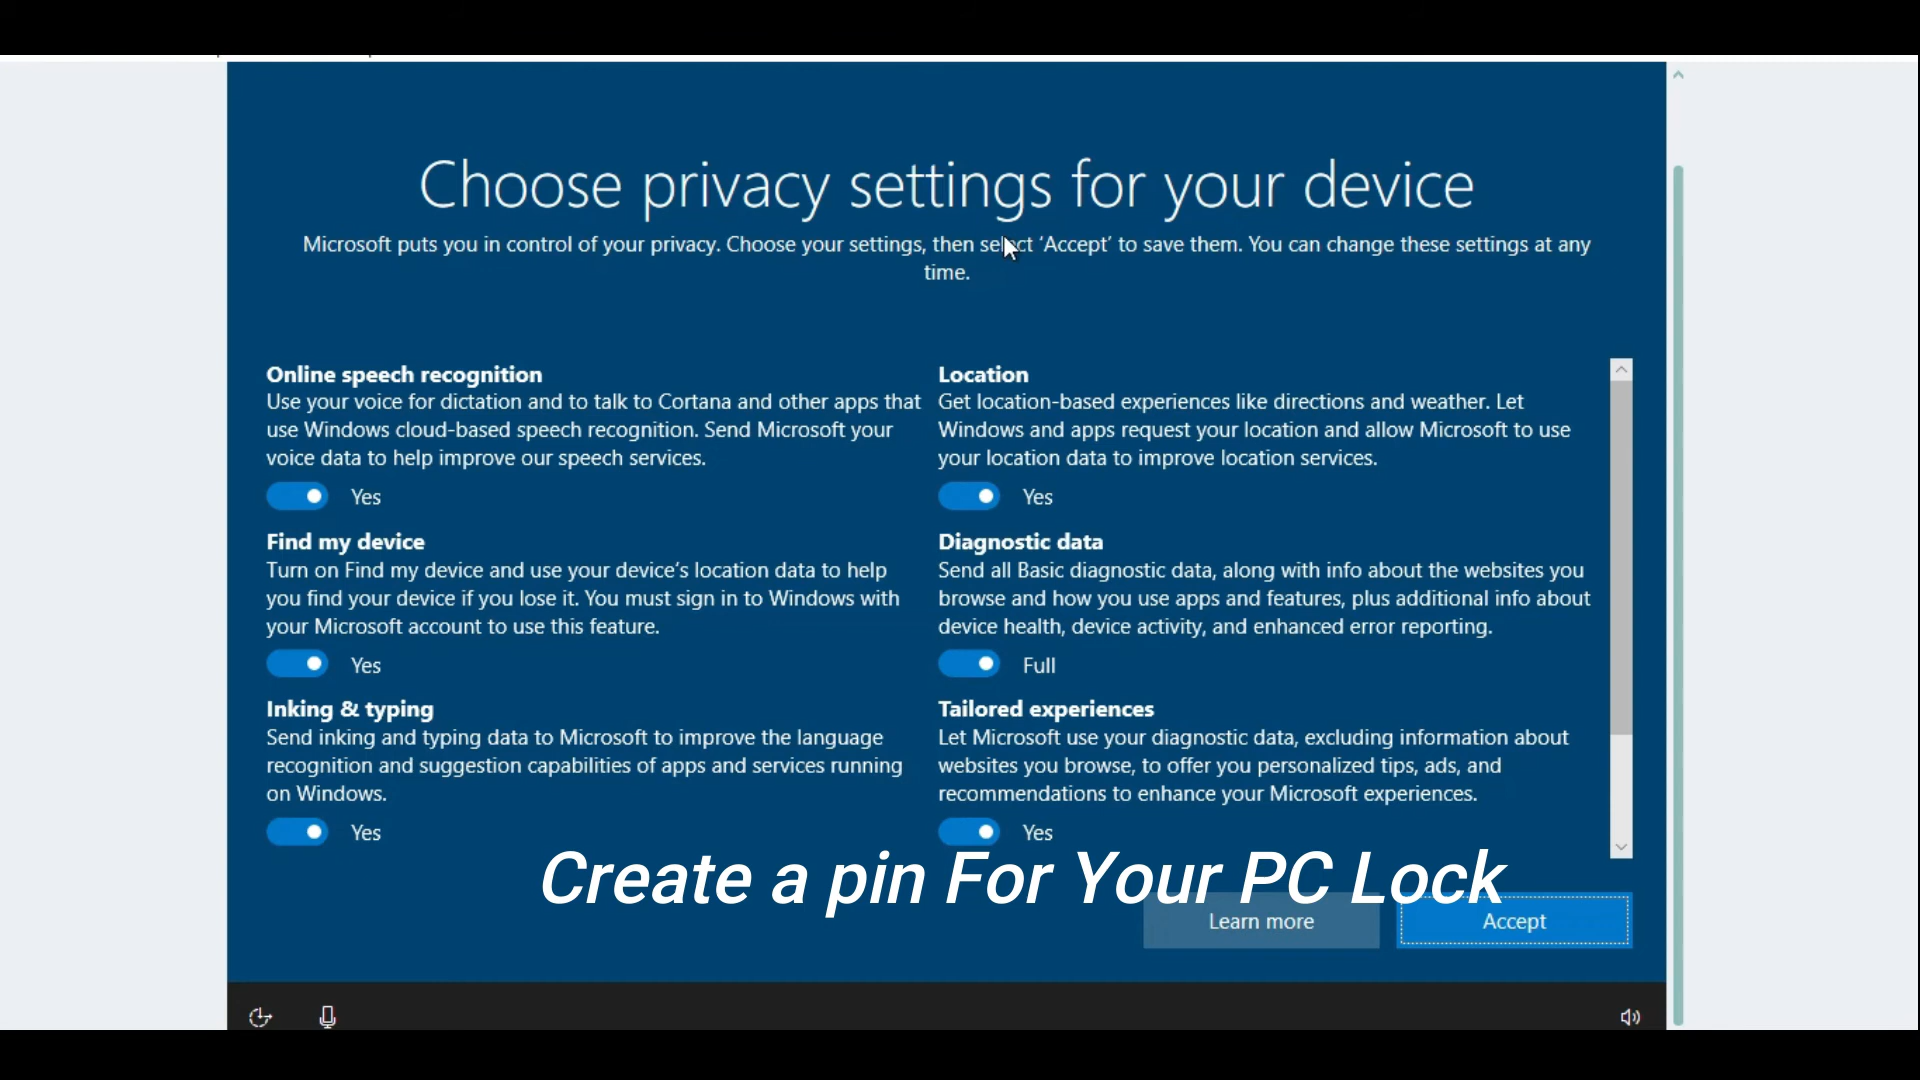 Choose privacy settings for your device
Microsoft puts you in control of your privacy. Choose your settings, then select ‘Accept’ to save them. You can change these settings at any
time.
Online speech recognition
Use your voice for dictation and to talk to Cortana and other apps that
use Windows cloud-based speech recognition. Send Microsoft your
voice data to help improve our speech services.
Yes
Location
Get location-based experiences like directions and weather. Let
Windows and apps request your location and allow Microsoft to use
your location data to improve location services.
Yes
Find my device
Turn on Find my device and use your device’s location data to help
you find your device if you lose it. You must sign in to Windows with
your Microsoft account to use this feature.
Yes
Diagnostic data
Send all Basic diagnostic data, along with info about the websites you
browse and how you use apps and features, plus additional info about
device health, device activity, and enhanced error reporting.
Full
Inking & typing
Send inking and typing data to Microsoft to improve the language
recognition and suggestion capabilities of apps and services running
on Windows.
Yes
Tailored experiences
Let Microsoft use your diagnostic data, excluding information about
websites you browse, to offer you personalized tips, ads, and
recommendations to enhance your Microsoft experiences.
Yes
Create a pin For Your PC Lock
Learn more
Accept